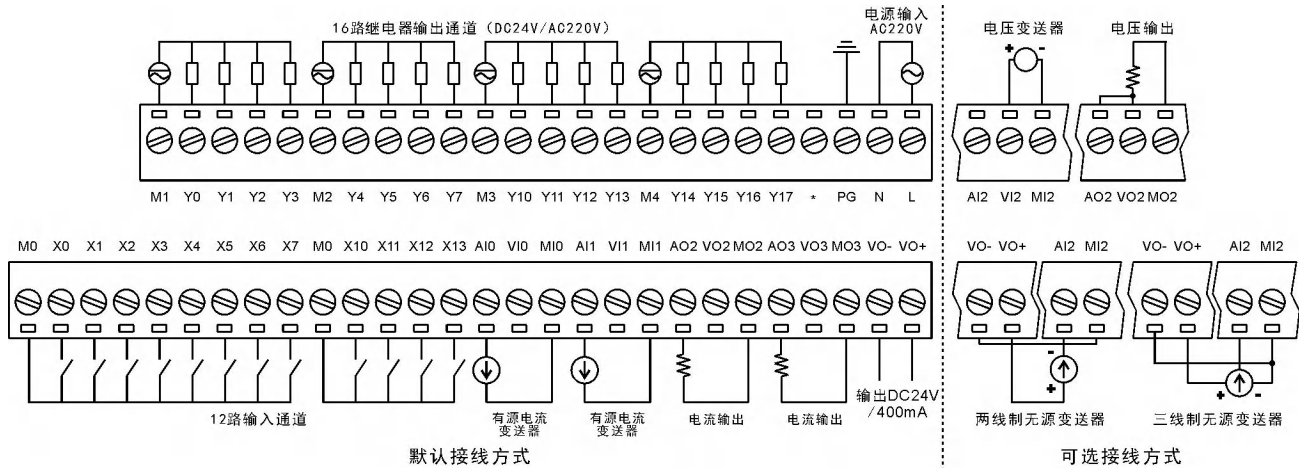 16路继电器输出通道（DC24V/AC220V）
电源输入
AC220V
电压变送器
电压输出
+ -
M1 Y0 Y1 Y2 Y3 M2 Y4 Y5 Y6 Y7 M3 Y10 Y11 Y12 Y13 M4 Y14 Y15 Y16 Y17 * PG N L
AI2 VI2 MI2
AO2 VO2 MO2
M0 X0 X1 X2 X3 X4 X5 X6 X7 M0 X10 X11 X12 X13 AI0 VI0 MI0 AI1 VI1 MI1 AO2 VO2 MO2 AO3 VO3 MO3 VO- VO+
VO- VO+ AI2 MI2
VO- VO+ AI2 MI2
-
+
+ -
12路输入通道
有源电流
变送器
有源电流
变送器
电流输出
电流输出
输出DC24V
/400mA
两线制无源变送器
三线制无源变送器
默认接线方式
可选接线方式